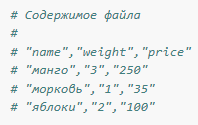 # Содержимое файла
#
# "name","weight","price"
# "манго","3","250"
# "морковь","1","35"
# "яблоки","2","100"